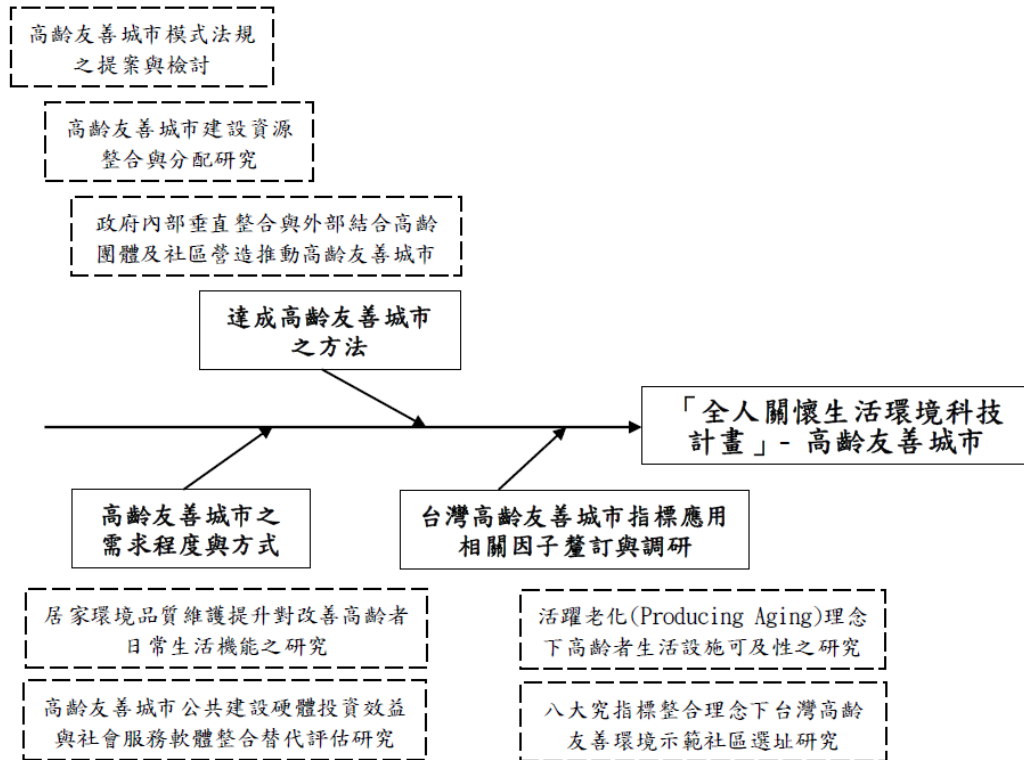 高齡友善城市模式法規
之提案與檢討
高齡友善城市建設資源
整合與分配研究
政府內部垂直整合與外部結合高齡
團體及社區營造推動高齡友善城市
達成高齡友善城市
之方法
「全人關懷生活環境科技
計畫」- 高齡友善城市
高齡友善城市之
需求程度與方式
台灣高齡友善城市指標應用
相關因子釐訂與調研
居家環境品質維護提升對改善高齡者
日常生活機能之研究
高齡友善城市公共建設硬體投資效益
與社會服務軟體整合替代評估研究
活躍老化(Producing Aging)理念
下高齡者生活設施可及性之研究
八大究指標整合理念下台灣高齡
友善環境示範社區選址研究